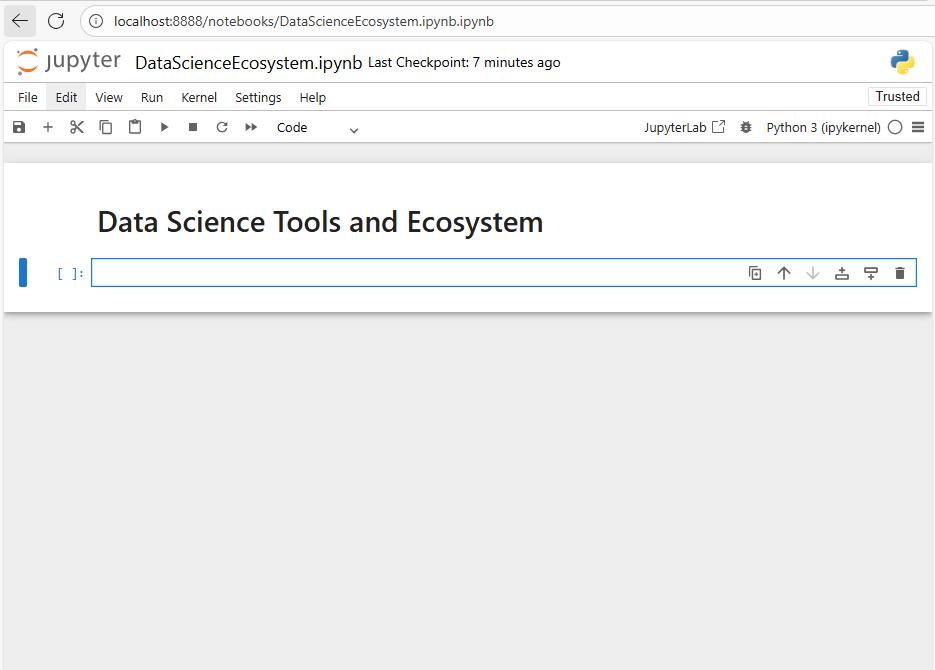 localhost:8888/notebooks/DataScienceEcosystem.ipynb.ipynb
jupyter DataScienceEcosystem.ipynb Last Checkpoint: 7 minutes ago
File Edit View Run Kernel Settings Help Trusted
Code JupyterLab Python 3 (ipykernel)
Data Science Tools and Ecosystem
[ ]: